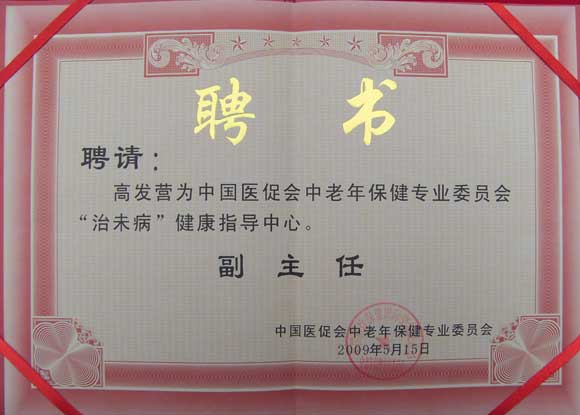 聘书
聘请：
高发营为中国医促会中老年保健专业委员会
“治未病”健康指导中心。
副主任
中国医促会中老年保健专业委员会
2009年5月15日